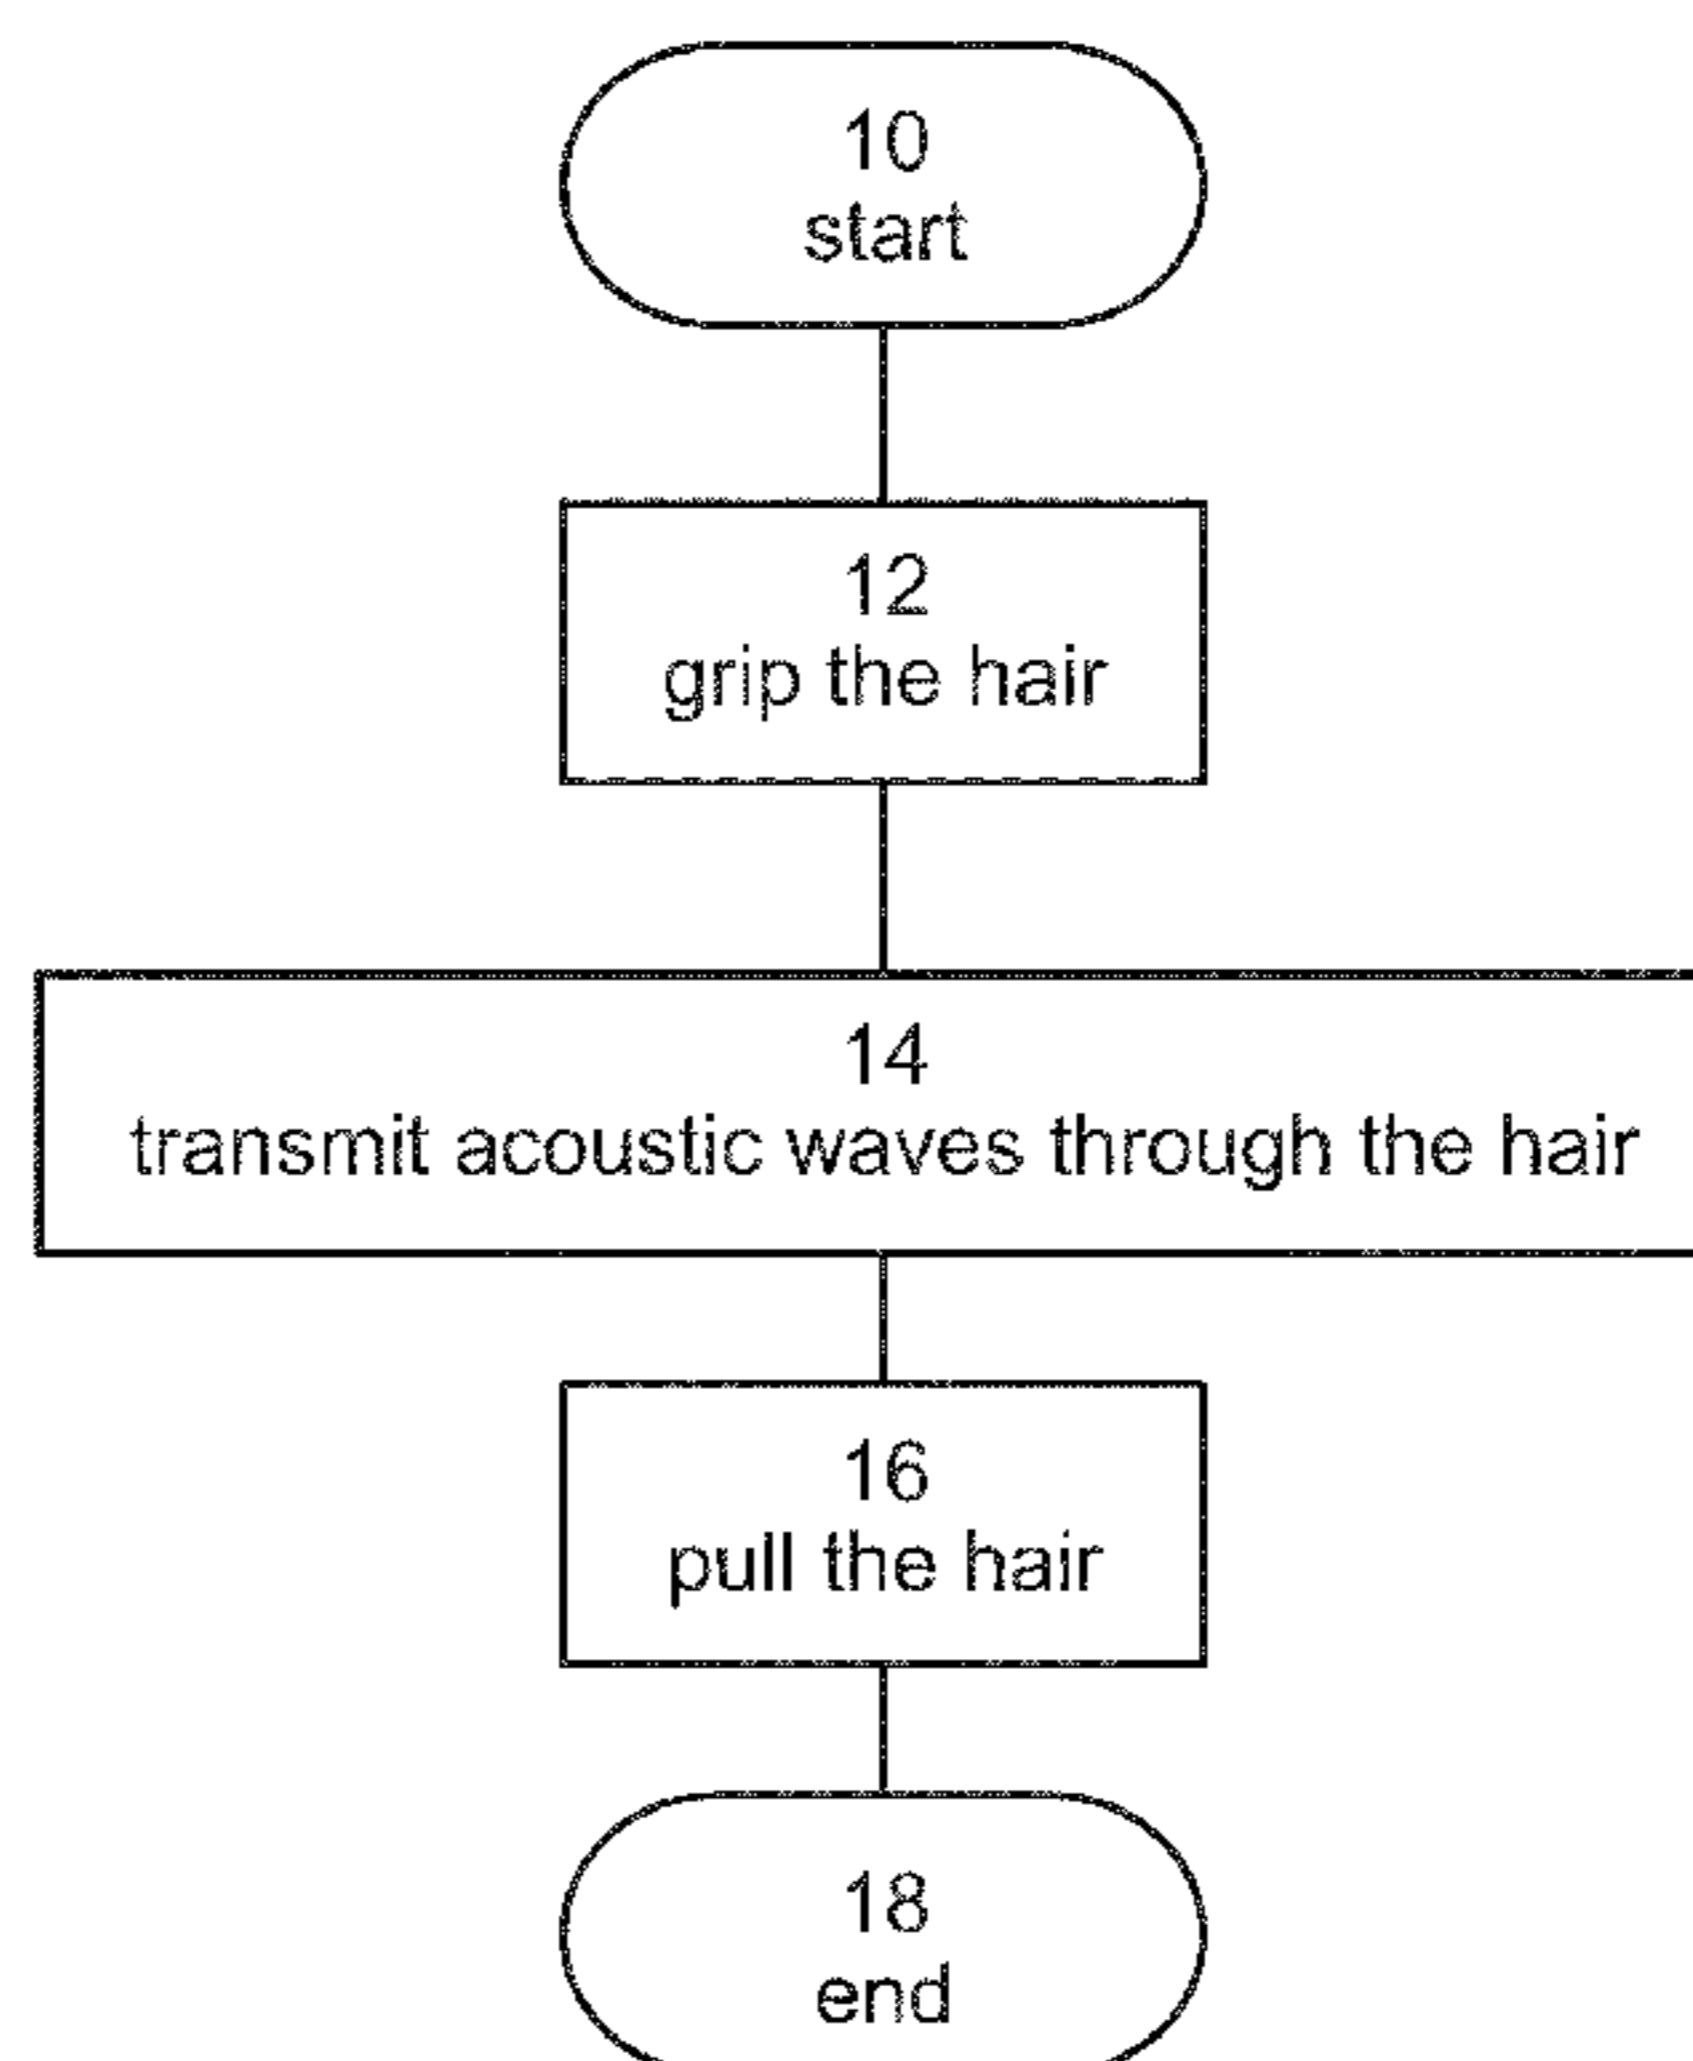 10
start
12
grip the hair
14
transmit acoustic waves through the hair
16
pull the hair
18
end